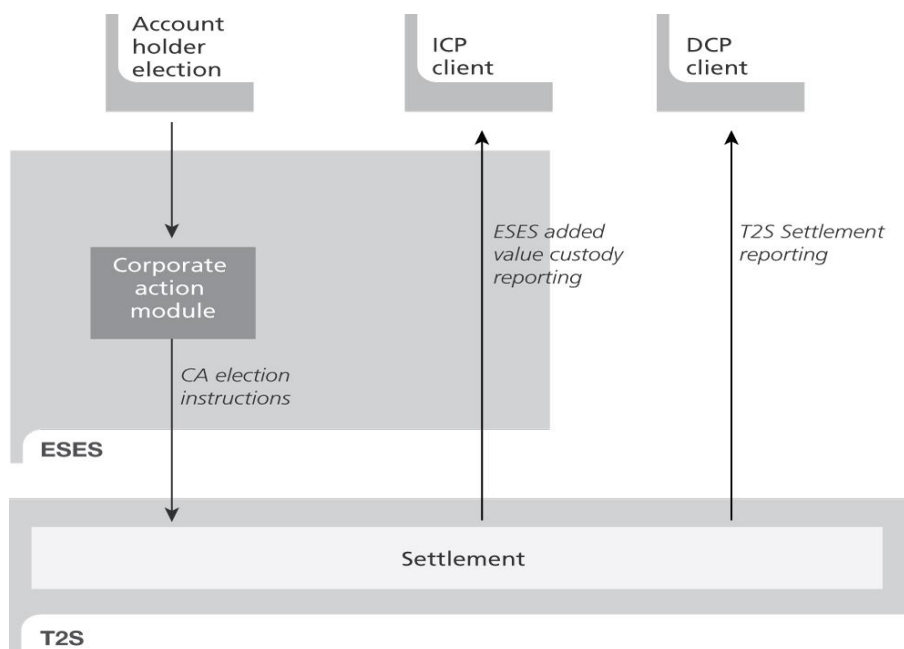 Account
holder
election
ICP
client
DCP
client
ESES added
value custody
reporting
T2S Settlement
reporting
Corporate
action
module
CA election
instructions
ESES
Settlement
T2S